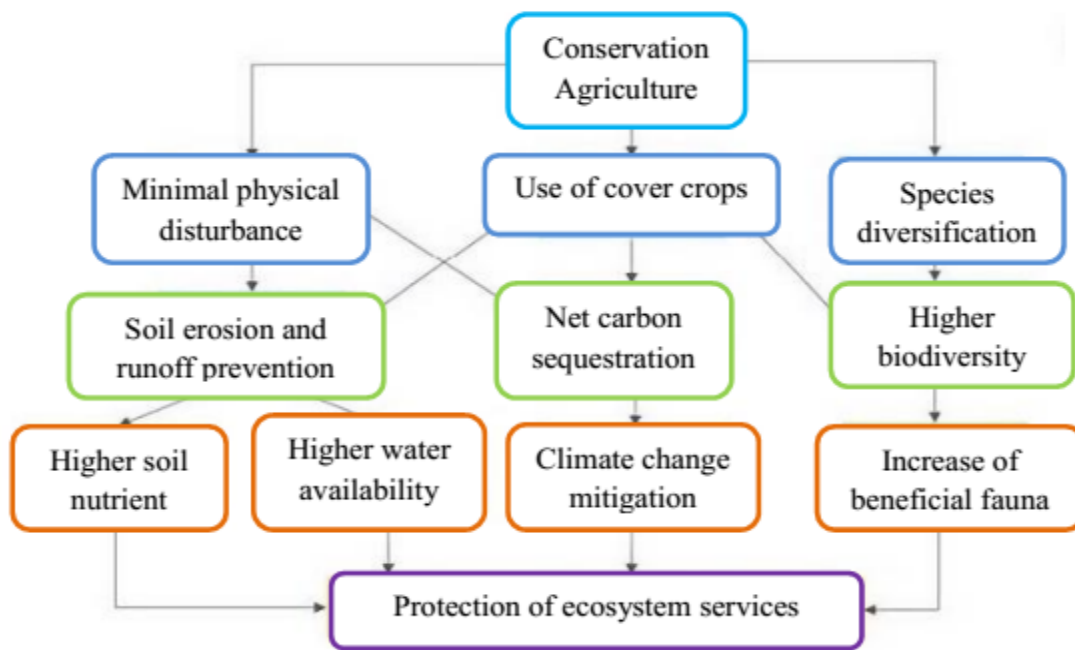 Conservation
Agriculture
Minimal physical
disturbance
Use of cover crops
Species
diversification
Soil erosion and
runoff prevention
Net carbon
sequestration
Higher
biodiversity
Higher soil
nutrient
Higher water
availability
Climate change
mitigation
Increase of
beneficial fauna
Protection of ecosystem services